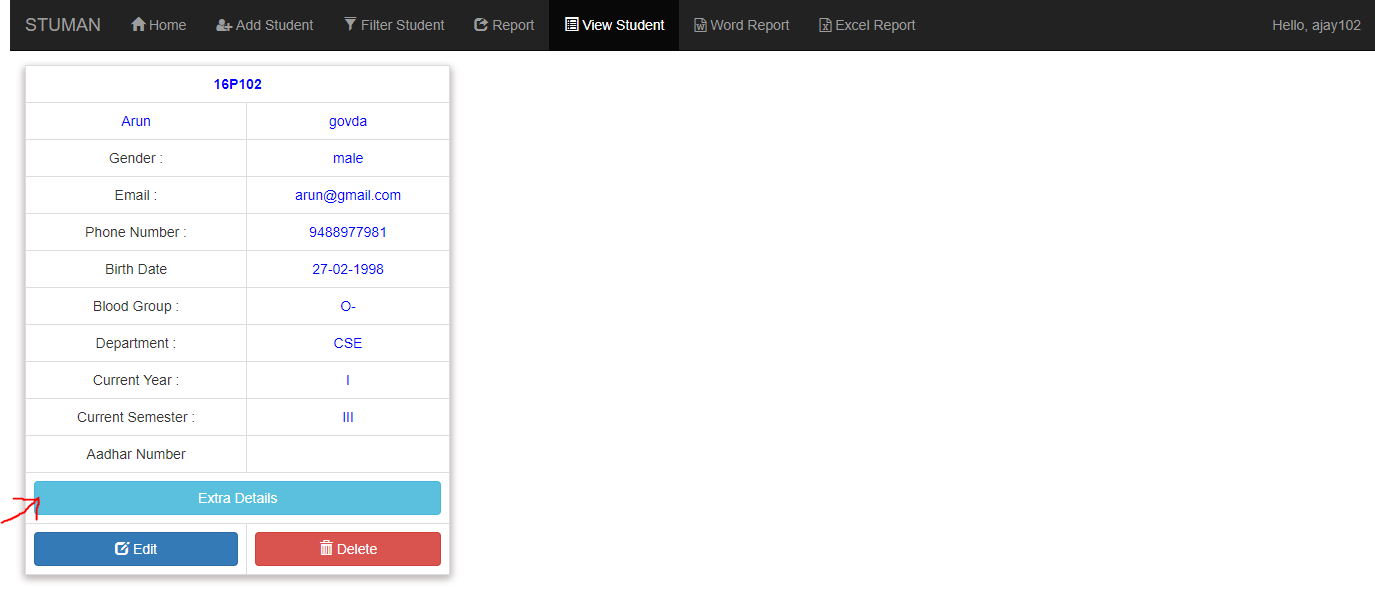 STUMAN Home Add Student Filter Student Report View Student Word Report Excel Report Hello, ajay102
16P102
Arun govda
Gender : male
Email : arun@gmail.com
Phone Number : 9488977981
Birth Date 27-02-1998
Blood Group : O-
Department : CSE
Current Year : I
Current Semester : III
Aadhar Number
Extra Details
Edit Delete